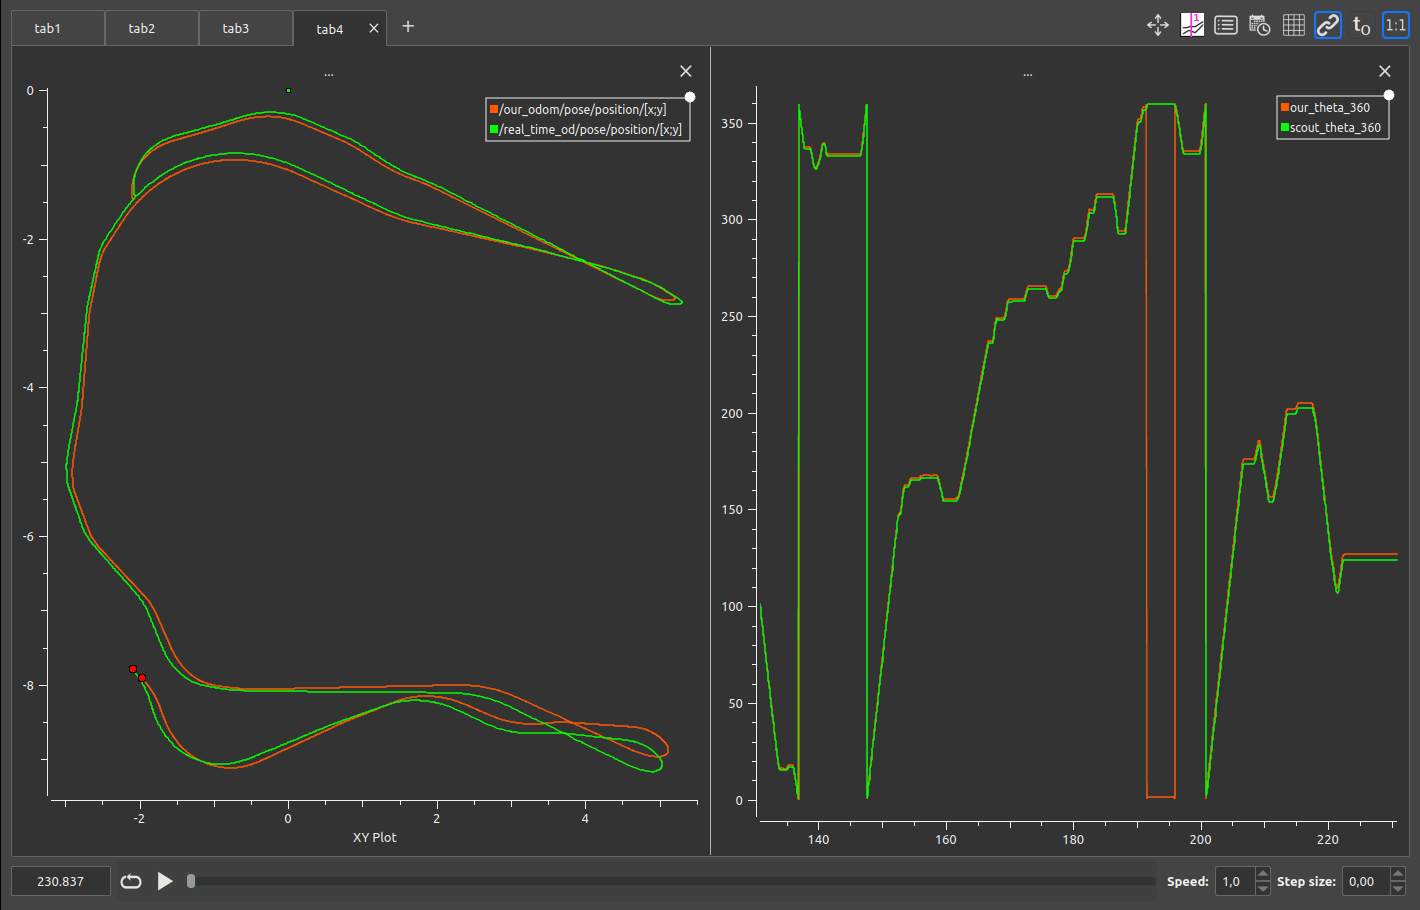 tab1
tab2
tab3
tab4
+
1
t0
1:1
...
/our_odom/pose/position/[x;y]
/real_time_od/pose/position/[x;y]
0
-2
-4
-6
-8
-2
0
2
4
XY Plot
...
our_theta_360
scout_theta_360
350
300
250
200
150
100
50
0
140
160
180
200
220
230.837
Speed:
1,0
Step size:
0,00